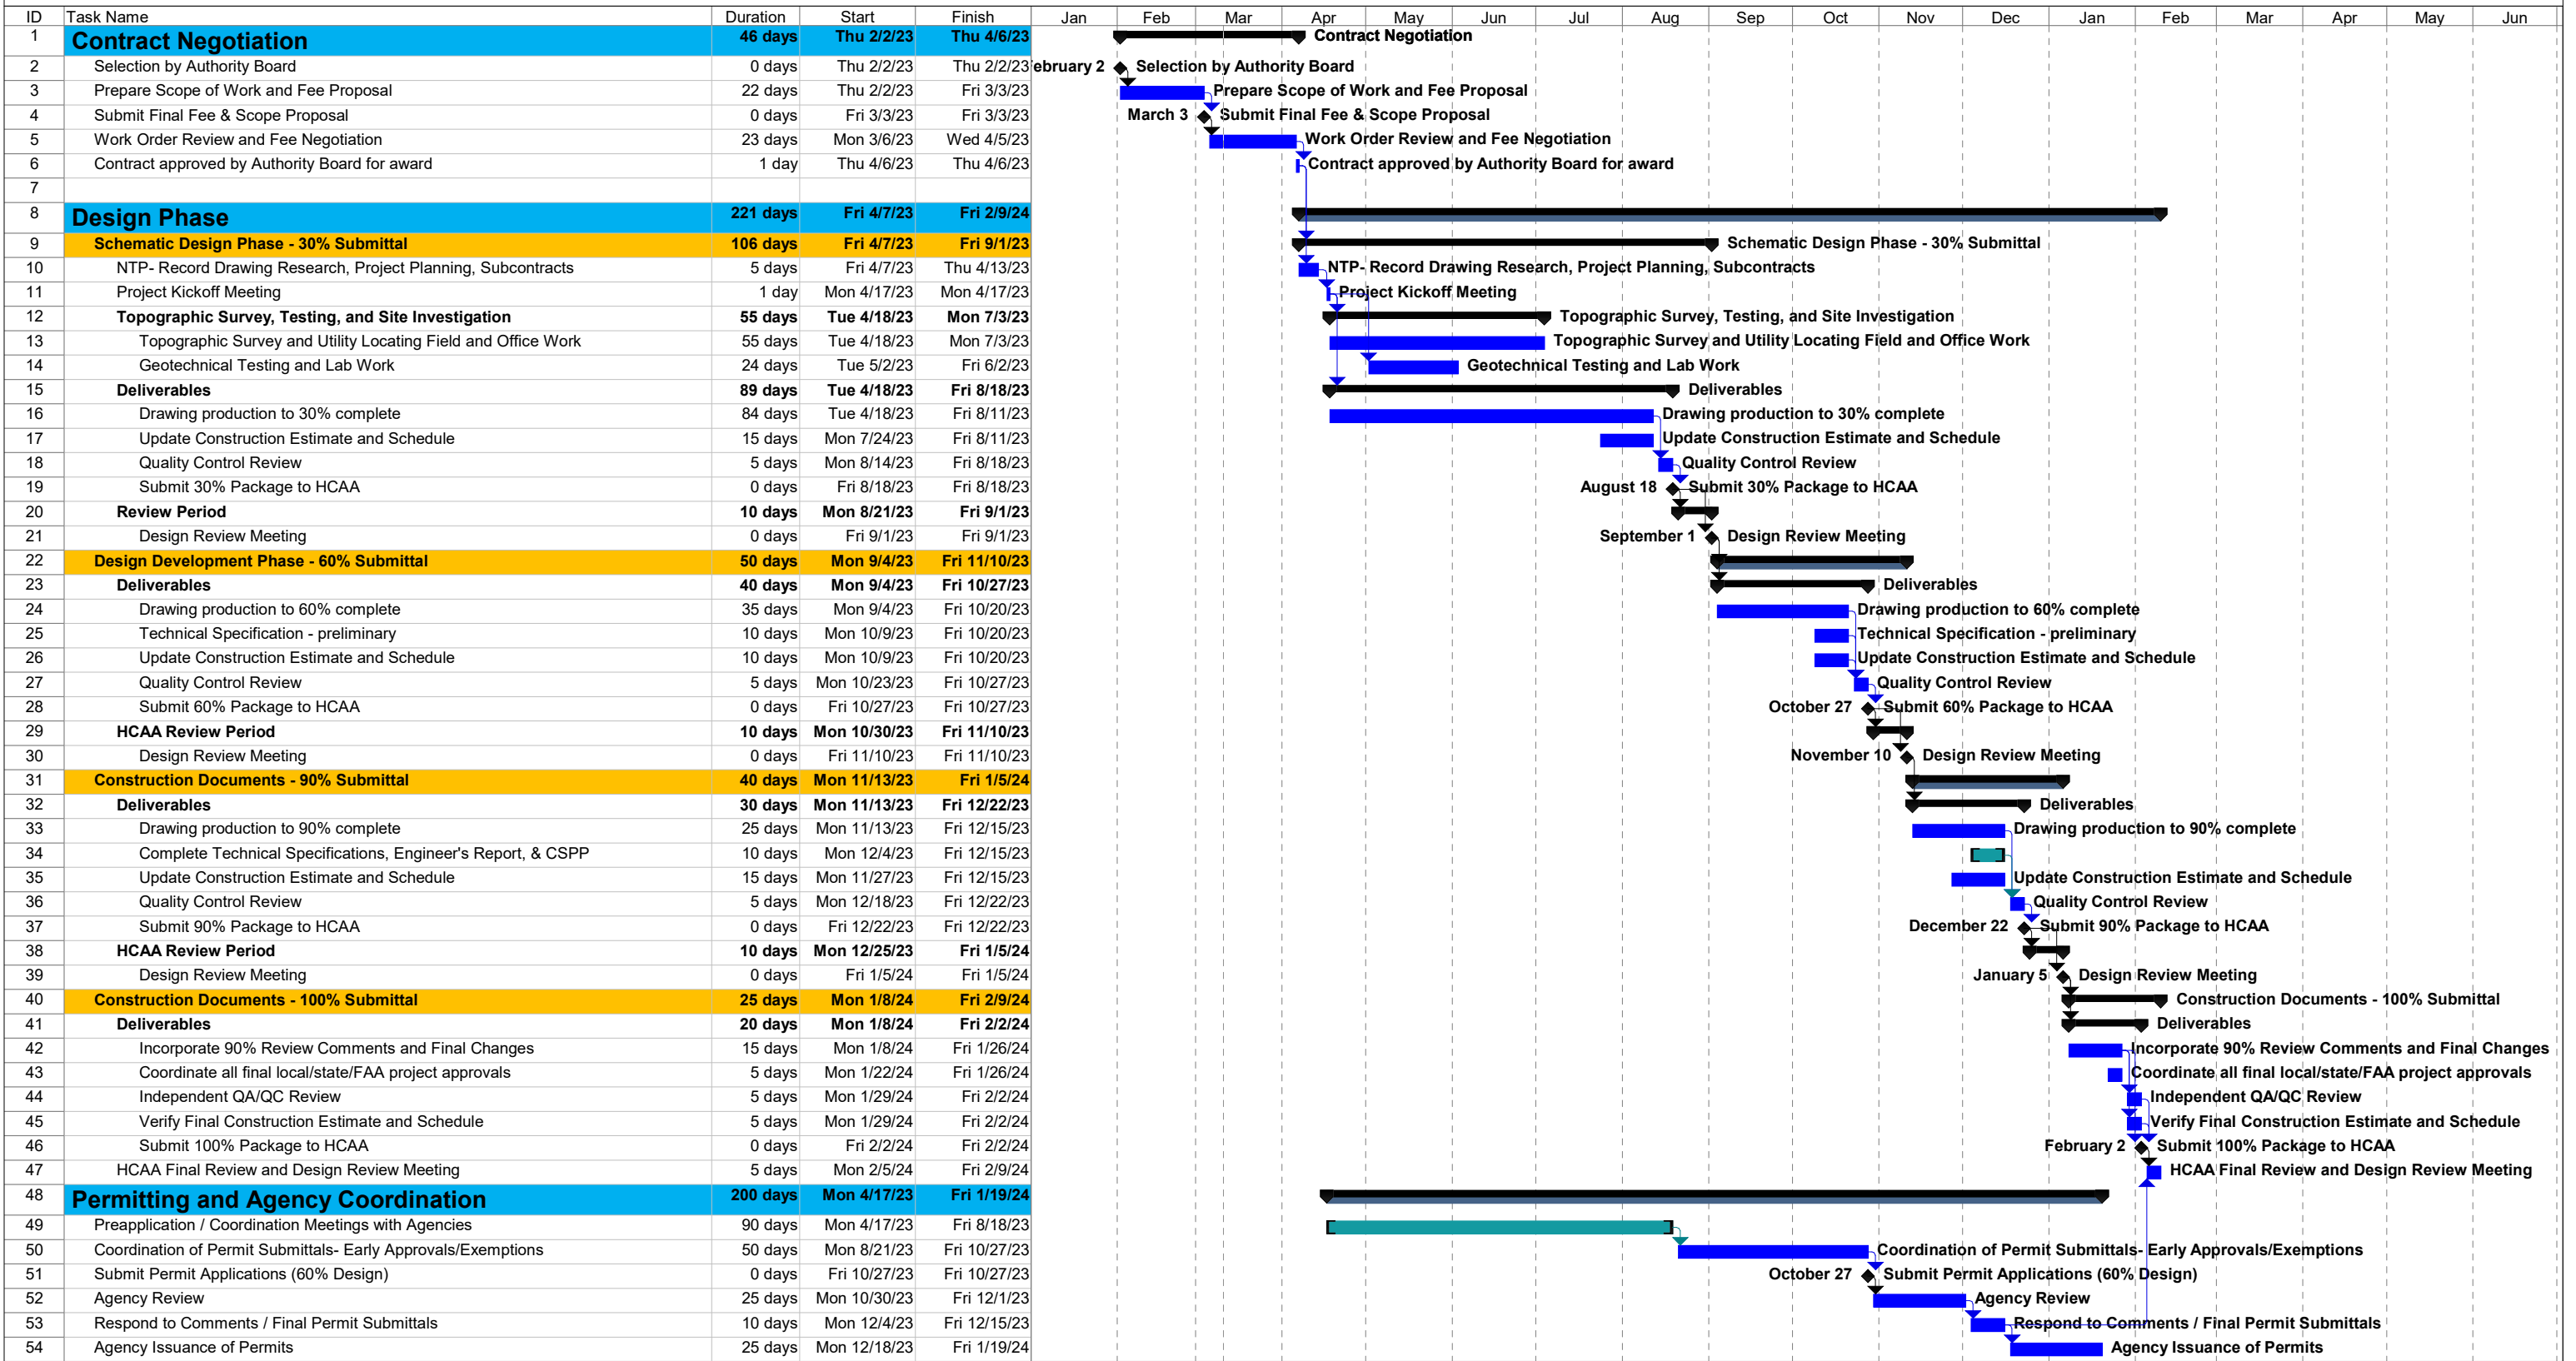 ID Task Name Duration Start Finish Jan Feb Mar Apr May Jun Jul Aug Sep Oct Nov Dec Jan Feb Mar Apr May Jun
1 Contract Negotiation 46 days Thu 2/2/23 Thu 4/6/23 Contract Negotiation
2 Selection by Authority Board 0 days Thu 2/2/23 Thu 2/2/23 ebruary 2 Selection by Authority Board
3 Prepare Scope of Work and Fee Proposal 22 days Thu 2/2/23 Fri 3/3/23 Prepare Scope of Work and Fee Proposal
4 Submit Final Fee & Scope Proposal 0 days Fri 3/3/23 Fri 3/3/23 March 3 Submit Final Fee & Scope Proposal
5 Work Order Review and Fee Negotiation 23 days Mon 3/6/23 Wed 4/5/23 Work Order Review and Fee Negotiation
6 Contract approved by Authority Board for award 1 day Thu 4/6/23 Thu 4/6/23 Contract approved by Authority Board for award
7
8 Design Phase 221 days Fri 4/7/23 Fri 2/9/24
9 Schematic Design Phase - 30% Submittal 106 days Fri 4/7/23 Fri 9/1/23 Schematic Design Phase - 30% Submittal
10 NTP- Record Drawing Research, Project Planning, Subcontracts 5 days Fri 4/7/23 Thu 4/13/23 NTP- Record Drawing Research, Project Planning, Subcontracts
11 Project Kickoff Meeting 1 day Mon 4/17/23 Mon 4/17/23 Project Kickoff Meeting
12 Topographic Survey, Testing, and Site Investigation 55 days Tue 4/18/23 Mon 7/3/23 Topographic Survey, Testing, and Site Investigation
13 Topographic Survey and Utility Locating Field and Office Work 55 days Tue 4/18/23 Mon 7/3/23 Topographic Survey and Utility Locating Field and Office Work
14 Geotechnical Testing and Lab Work 24 days Tue 5/2/23 Fri 6/2/23 Geotechnical Testing and Lab Work
15 Deliverables 89 days Tue 4/18/23 Fri 8/18/23 Deliverables
16 Drawing production to 30% complete 84 days Tue 4/18/23 Fri 8/11/23 Drawing production to 30% complete
17 Update Construction Estimate and Schedule 15 days Mon 7/24/23 Fri 8/11/23 Update Construction Estimate and Schedule
18 Quality Control Review 5 days Mon 8/14/23 Fri 8/18/23 Quality Control Review
19 Submit 30% Package to HCAA 0 days Fri 8/18/23 Fri 8/18/23 August 18 Submit 30% Package to HCAA
20 Review Period 10 days Mon 8/21/23 Fri 9/1/23
21 Design Review Meeting 0 days Fri 9/1/23 Fri 9/1/23 September 1 Design Review Meeting
22 Design Development Phase - 60% Submittal 50 days Mon 9/4/23 Fri 11/10/23
23 Deliverables 40 days Mon 9/4/23 Fri 10/27/23 Deliverables
24 Drawing production to 60% complete 35 days Mon 9/4/23 Fri 10/20/23 Drawing production to 60% complete
25 Technical Specification - preliminary 10 days Mon 10/9/23 Fri 10/20/23 Technical Specification - preliminary
26 Update Construction Estimate and Schedule 10 days Mon 10/9/23 Fri 10/20/23 Update Construction Estimate and Schedule
27 Quality Control Review 5 days Mon 10/23/23 Fri 10/27/23 Quality Control Review
28 Submit 60% Package to HCAA 0 days Fri 10/27/23 Fri 10/27/23 October 27 Submit 60% Package to HCAA
29 HCAA Review Period 10 days Mon 10/30/23 Fri 11/10/23
30 Design Review Meeting 0 days Fri 11/10/23 Fri 11/10/23 November 10 Design Review Meeting
31 Construction Documents - 90% Submittal 40 days Mon 11/13/23 Fri 1/5/24
32 Deliverables 30 days Mon 11/13/23 Fri 12/22/23 Deliverables
33 Drawing production to 90% complete 25 days Mon 11/13/23 Fri 12/15/23 Drawing production to 90% complete
34 Complete Technical Specifications, Engineer's Report, & CSPP 10 days Mon 12/4/23 Fri 12/15/23
35 Update Construction Estimate and Schedule 15 days Mon 11/27/23 Fri 12/15/23 Update Construction Estimate and Schedule
36 Quality Control Review 5 days Mon 12/18/23 Fri 12/22/23 Quality Control Review
37 Submit 90% Package to HCAA 0 days Fri 12/22/23 Fri 12/22/23 December 22 Submit 90% Package to HCAA
38 HCAA Review Period 10 days Mon 12/25/23 Fri 1/5/24
39 Design Review Meeting 0 days Fri 1/5/24 Fri 1/5/24 January 5 Design Review Meeting
40 Construction Documents - 100% Submittal 25 days Mon 1/8/24 Fri 2/9/24 Construction Documents - 100% Submittal
41 Deliverables 20 days Mon 1/8/24 Fri 2/2/24 Deliverables
42 Incorporate 90% Review Comments and Final Changes 15 days Mon 1/8/24 Fri 1/26/24 Incorporate 90% Review Comments and Final Changes
43 Coordinate all final local/state/FAA project approvals 5 days Mon 1/22/24 Fri 1/26/24 Coordinate all final local/state/FAA project approvals
44 Independent QA/QC Review 5 days Mon 1/29/24 Fri 2/2/24 Independent QA/QC Review
45 Verify Final Construction Estimate and Schedule 5 days Mon 1/29/24 Fri 2/2/24 Verify Final Construction Estimate and Schedule
46 Submit 100% Package to HCAA 0 days Fri 2/2/24 Fri 2/2/24 February 2 Submit 100% Package to HCAA
47 HCAA Final Review and Design Review Meeting 5 days Mon 2/5/24 Fri 2/9/24 HCAA Final Review and Design Review Meeting
48 Permitting and Agency Coordination 200 days Mon 4/17/23 Fri 1/19/24
49 Preapplication / Coordination Meetings with Agencies 90 days Mon 4/17/23 Fri 8/18/23
50 Coordination of Permit Submittals- Early Approvals/Exemptions 50 days Mon 8/21/23 Fri 10/27/23 Coordination of Permit Submittals- Early Approvals/Exemptions
51 Submit Permit Applications (60% Design) 0 days Fri 10/27/23 Fri 10/27/23 October 27 Submit Permit Applications (60% Design)
52 Agency Review 25 days Mon 10/30/23 Fri 12/1/23 Agency Review
53 Respond to Comments / Final Permit Submittals 10 days Mon 12/4/23 Fri 12/15/23 Respond to Comments / Final Permit Submittals
54 Agency Issuance of Permits 25 days Mon 12/18/23 Fri 1/19/24 Agency Issuance of Permits